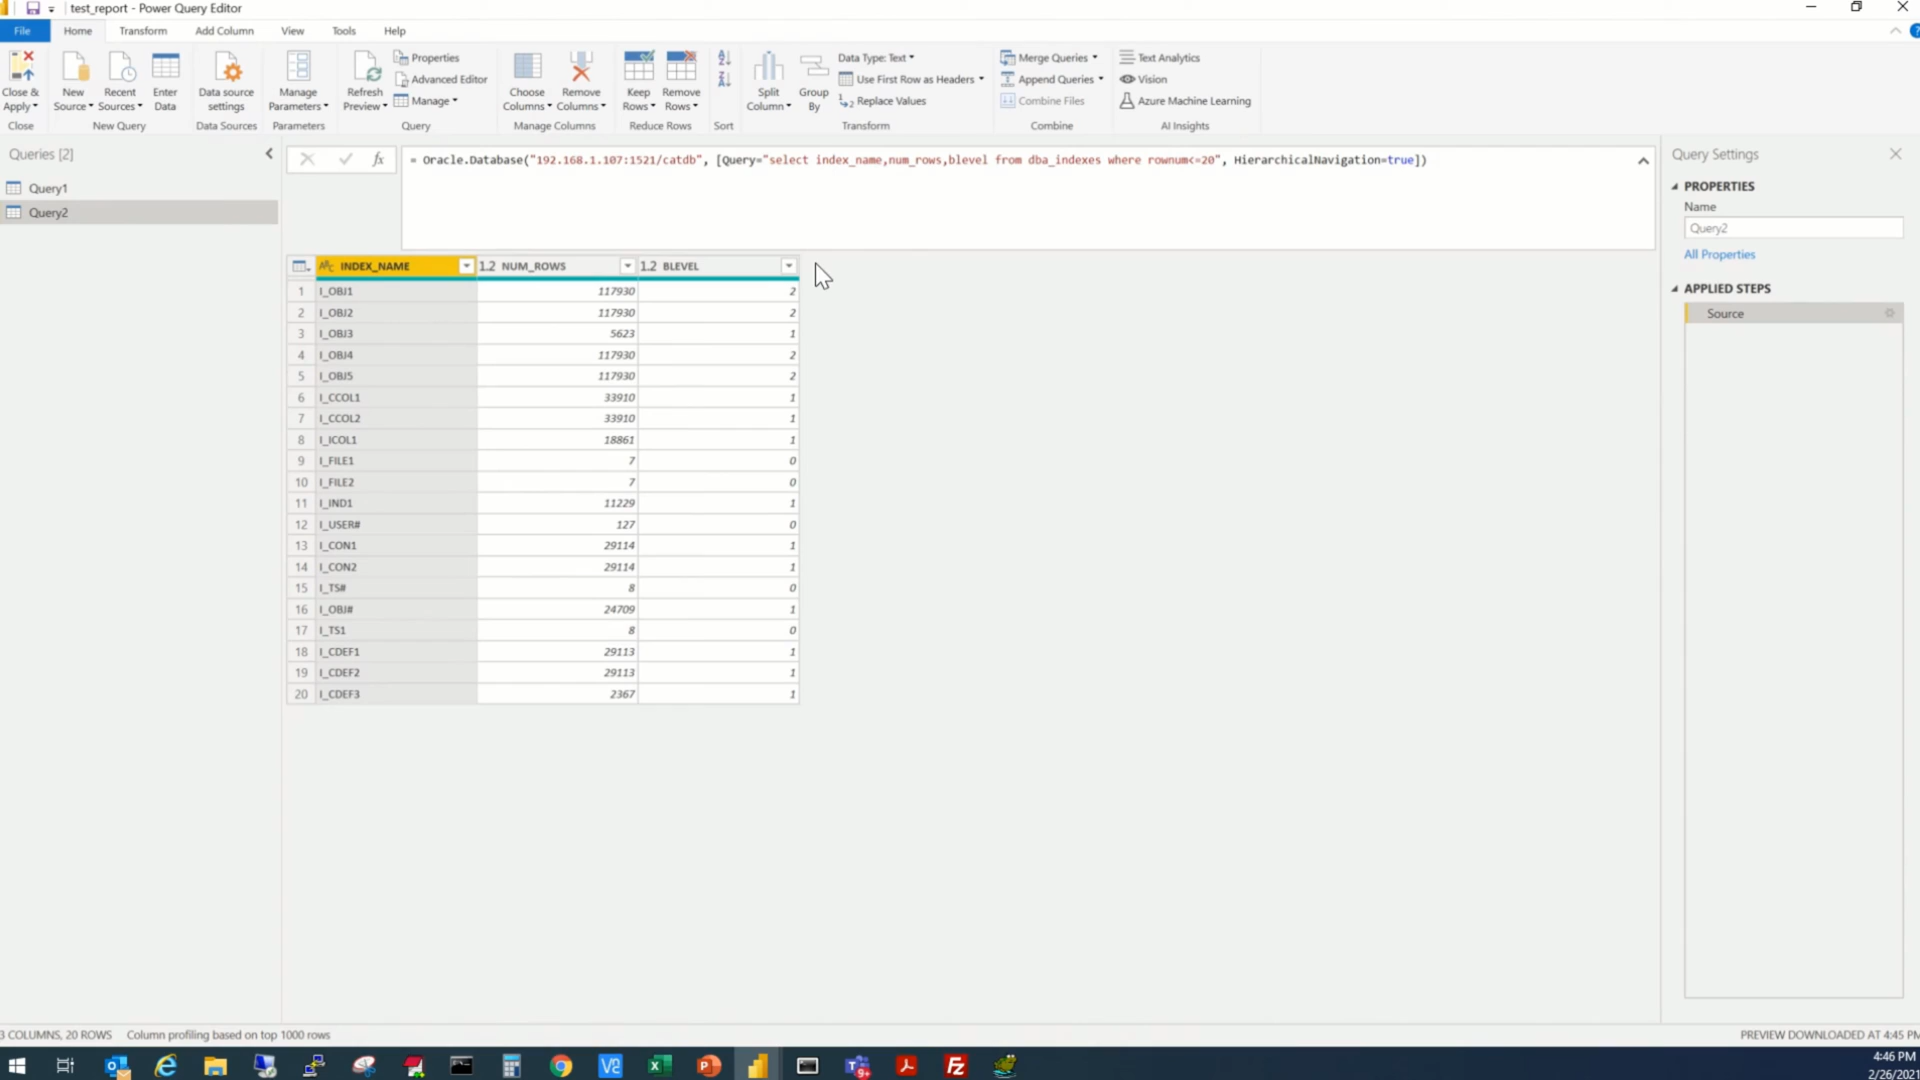 test_report - Power Query Editor
File Home Transform Add Column View Tools Help
Close & Apply
New Source
Recent Sources
Enter Data
Data source settings
Manage Parameters
Refresh Preview
Properties
Advanced Editor
Manage
Choose Columns
Remove Columns
Keep Rows
Remove Rows
Split Column
Group By
Data Type: Text
Use First Row as Headers
Replace Values
Merge Queries
Append Queries
Combine Files
Text Analytics
Vision
Azure Machine Learning
Close New Query Data Sources Parameters Query Manage Columns Reduce Rows Sort Transform Combine AI Insights
Queries [2]
Query1
Query2
fx = Oracle.Database("192.168.1.107:1521/catdb", [Query="select index_name,num_rows,blevel from dba_indexes where rownum<=20", HierarchicalNavigation=true])
INDEX_NAME 1.2 NUM_ROWS 1.2 BLEVEL
1 I_OBJ1 117930 2
2 I_OBJ2 117930 2
3 I_OBJ3 5623 1
4 I_OBJ4 117930 2
5 I_OBJ5 117930 2
6 I_CCOL1 33910 1
7 I_CCOL2 33910 1
8 I_ICOL1 18861 1
9 I_FILE1 7 0
10 I_FILE2 7 0
11 I_IND1 11229 1
12 I_USER# 127 0
13 I_CON1 29114 1
14 I_CON2 29114 1
15 I_TS# 8 0
16 I_OBJ# 24709 1
17 I_TS1 8 0
18 I_CDEF1 29113 1
19 I_CDEF2 29113 1
20 I_CDEF3 2367 1
Query Settings
PROPERTIES
Name
Query2
All Properties
APPLIED STEPS
Source
3 COLUMNS, 20 ROWS Column profiling based on top 1000 rows
PREVIEW DOWNLOADED AT 4:45 PM
4:46 PM
2/26/2021